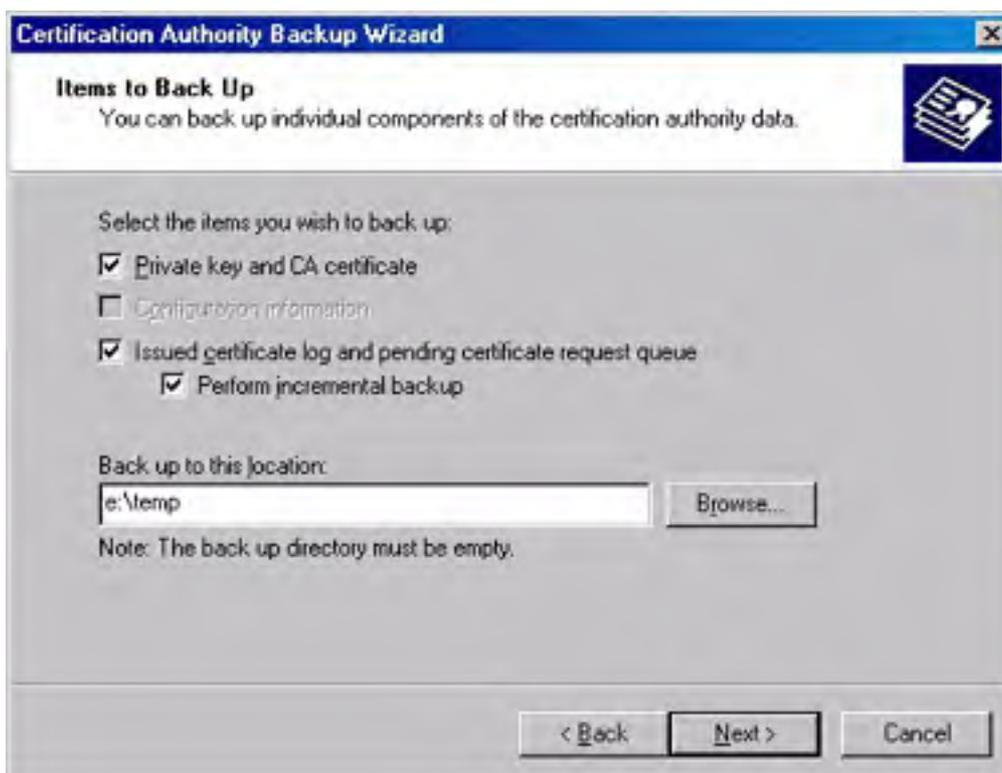 Certification Authority Backup Wizard
Items to Back Up
You can back up individual components of the certification authority data.
Select the items you wish to back up:
Private key and CA certificate
Configuration information
Issued certificate log and pending certificate request queue
Perform incremental backup
Back up to this location:
e:\temp
Browse...
Note: The back up directory must be empty.
< Back
Next >
Cancel